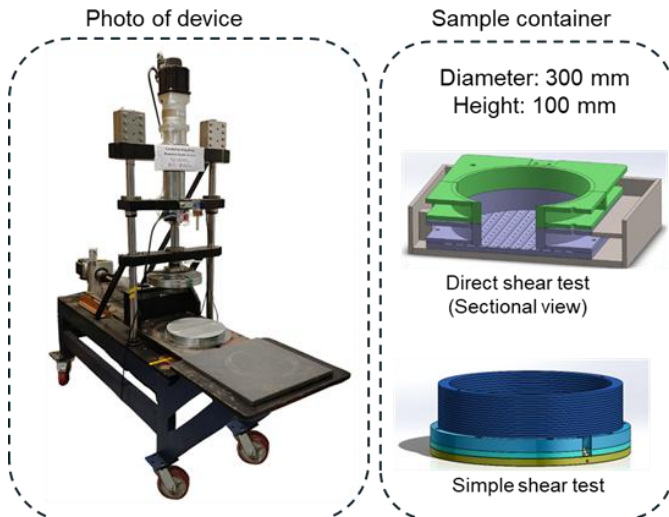 Photo of device
Sample container
Diameter: 300 mm
Height: 100 mm
Direct shear test
(Sectional view)
Simple shear test